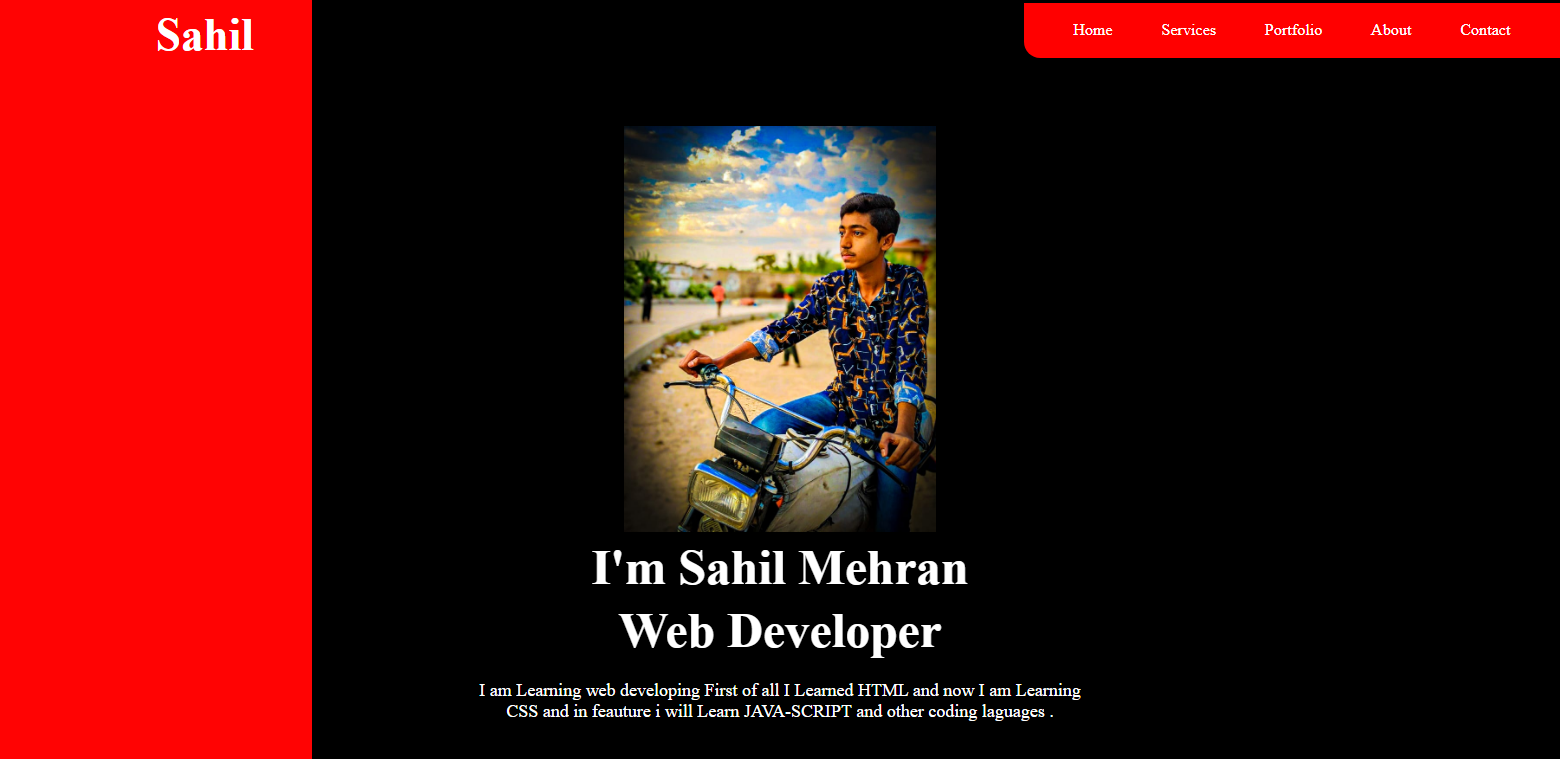 Sahil
Home Services Portfolio About Contact
I'm Sahil Mehran
Web Developer
I am Learning web developing First of all I Learned HTML and now I am Learning
CSS and in feauture i will Learn JAVA-SCRIPT and other coding laguages .